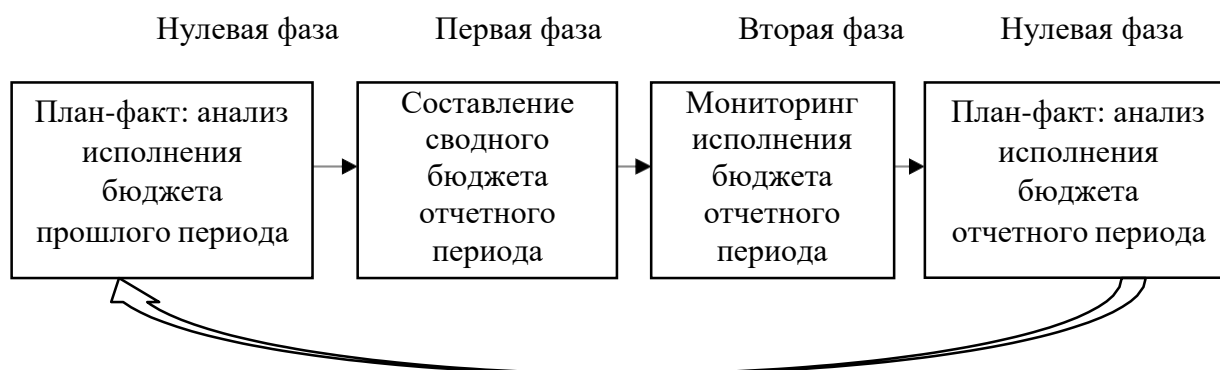 Нулевая фаза
Первая фаза
Вторая фаза
Нулевая фаза
План-факт: анализ
исполнения
бюджета
прошлого периода
Составление
сводного
бюджета
отчетного
периода
Мониторинг
исполнения
бюджета
отчетного
периода
План-факт: анализ
исполнения
бюджета
отчетного периода